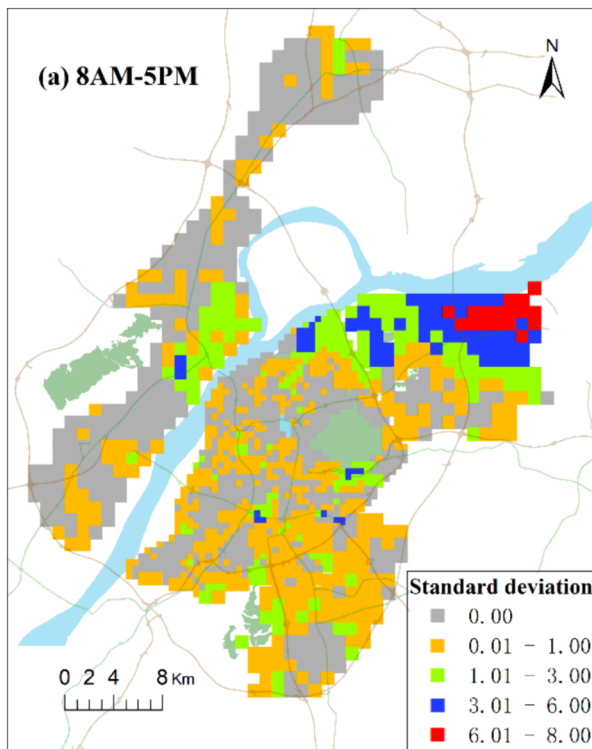 N
(a) 8AM-5PM
Standard deviation
0.00
0.01 - 1.00
1.01 - 3.00
3.01 - 6.00
6.01 - 8.00
0 2 4 8 Km